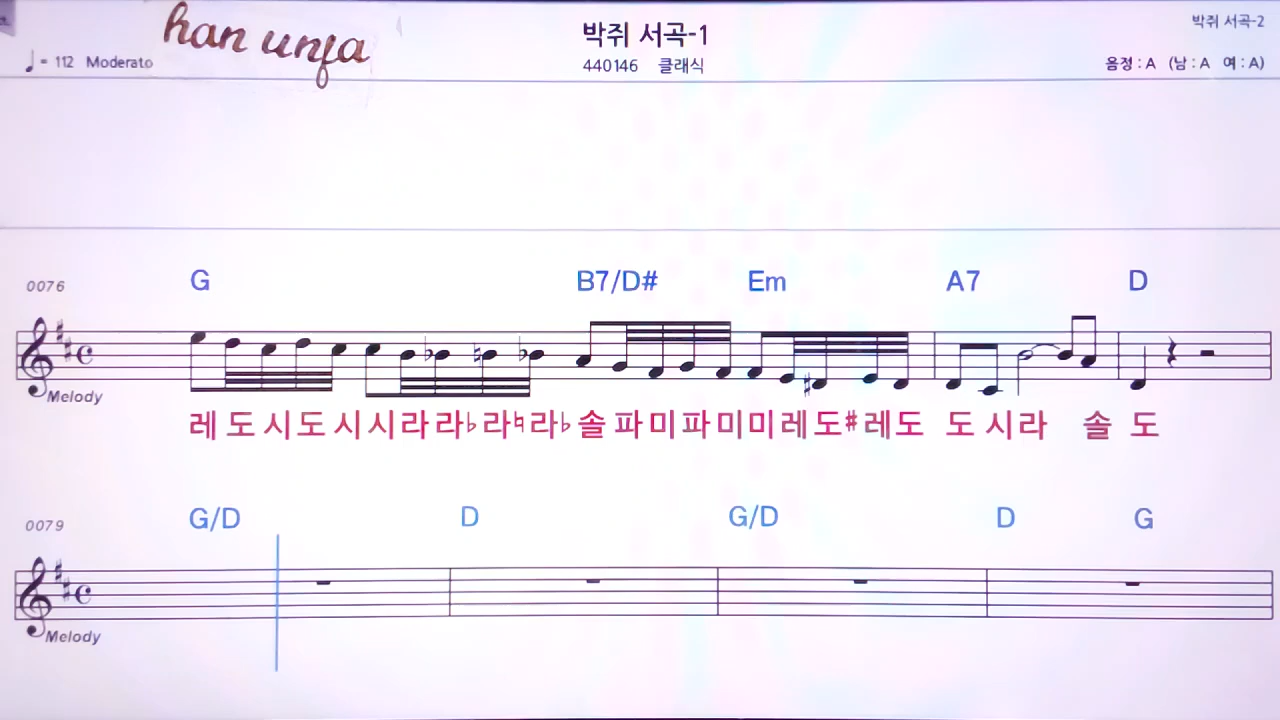 han unja
박쥐 서곡-1
박쥐 서곡-2
♩= 112 Moderato
440146 클래식
음정 : A (남 : A 여 : A)
G B7/D# Em A7 D
0076
Melody
레 도 시 도 시 시 라 라♭ 라♮ 라♭ 솔 파 미 파 미 미 레 도# 레 도 도 시 라 솔 도
G/D D G/D D G
0079
Melody